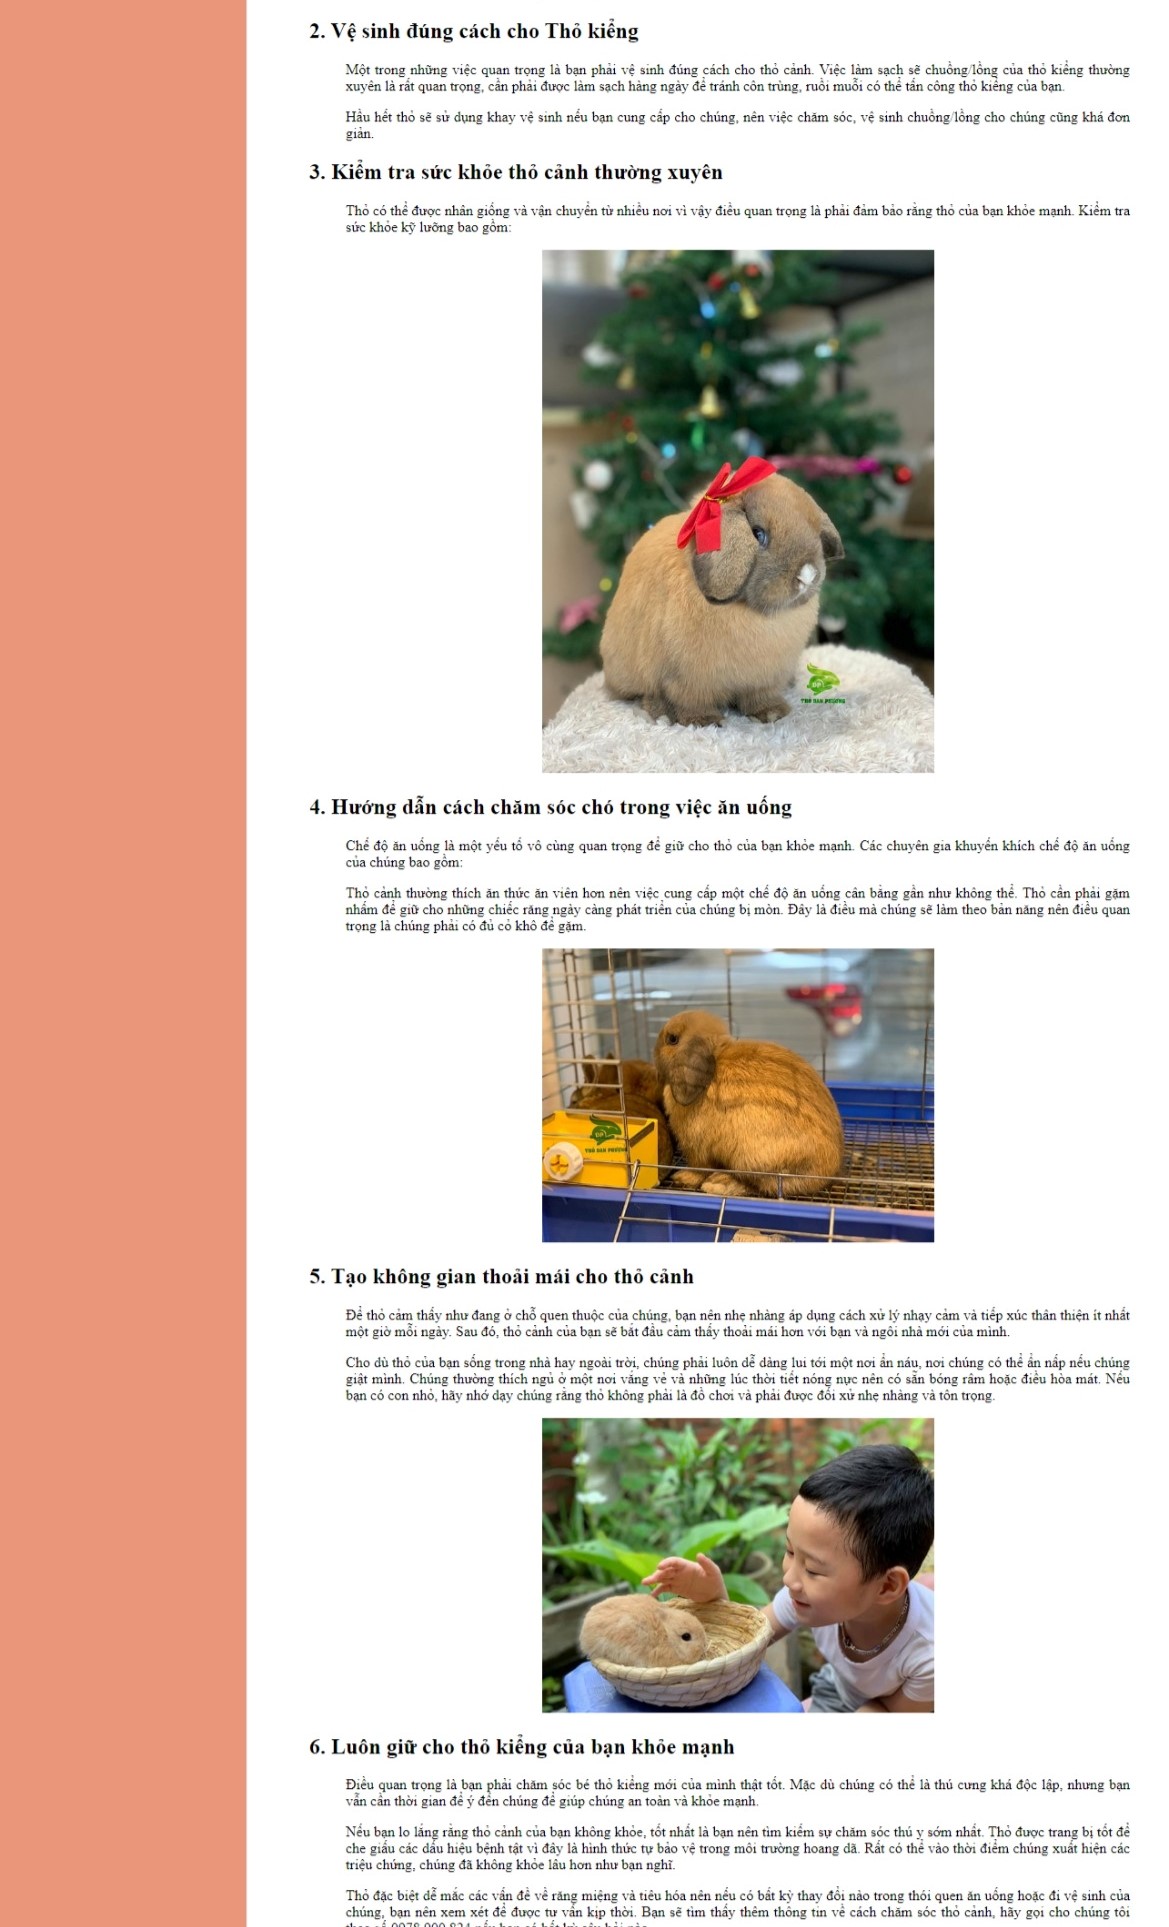 2. Vệ sinh đúng cách cho Thỏ kiểng
Một trong những việc quan trọng là bạn phải vệ sinh đúng cách cho thỏ cảnh. Việc làm sạch sẽ chuồng/lồng của thỏ kiểng thường
xuyên là rất quan trọng, cần phải được làm sạch hàng ngày để tránh côn trùng, ruồi muỗi có thể tấn công thỏ kiểng của bạn.
Hầu hết thỏ sẽ sử dụng khay vệ sinh nếu bạn cung cấp cho chúng, nên việc chăm sóc, vệ sinh chuồng/lồng cho chúng cũng khá đơn
giản.
3. Kiểm tra sức khỏe thỏ cảnh thường xuyên
Thỏ có thể được nhân giống và vận chuyển từ nhiều nơi vì vậy điều quan trọng là phải đảm bảo rằng thỏ của bạn khỏe mạnh. Kiểm tra
sức khỏe kỹ lưỡng bao gồm:
4. Hướng dẫn cách chăm sóc chó trong việc ăn uống
Chế độ ăn uống là một yếu tố vô cùng quan trọng để giữ cho thỏ của bạn khỏe mạnh. Các chuyên gia khuyến khích chế độ ăn uống
của chúng bao gồm:
Thỏ cảnh thường thích ăn thức ăn viên hơn nên việc cung cấp một chế độ ăn uống cân bằng gần như không thể. Thỏ cần phải gặm
nhấm để giữ cho những chiếc răng ngày càng phát triển của chúng bị mòn. Đây là điều mà chúng sẽ làm theo bản năng nên điều quan
trọng là chúng phải có đủ cỏ khô để gặm.
THỎ ĐAN PHƯỢNG
5. Tạo không gian thoải mái cho thỏ cảnh
Để thỏ cảm thấy như đang ở chỗ quen thuộc của chúng, bạn nên nhẹ nhàng áp dụng cách xử lý nhạy cảm và tiếp xúc thân thiện ít nhất
một giờ mỗi ngày. Sau đó, thỏ cảnh của bạn sẽ bắt đầu cảm thấy thoải mái hơn với bạn và ngôi nhà mới của mình.
Cho dù thỏ của bạn sống trong nhà hay ngoài trời, chúng phải luôn dễ dàng lui tới một nơi ẩn náu, nơi chúng có thể ẩn nấp nếu chúng
giật mình. Chúng thường thích ngủ ở một nơi vắng vẻ và những lúc thời tiết nóng nực nên có sẵn bóng râm hoặc điều hòa mát. Nếu
bạn có con nhỏ, hãy nhớ dạy chúng rằng thỏ không phải là đồ chơi và phải được đối xử nhẹ nhàng và tôn trọng.
6. Luôn giữ cho thỏ kiểng của bạn khỏe mạnh
Điều quan trọng là bạn phải chăm sóc bé thỏ kiểng mới của mình thật tốt. Mặc dù chúng có thể là thú cưng khá độc lập, nhưng bạn
vẫn cần thời gian để ý đến chúng để giúp chúng an toàn và khỏe mạnh.
Nếu bạn lo lắng rằng thỏ cảnh của bạn không khỏe, tốt nhất là bạn nên tìm kiếm sự chăm sóc thú y sớm nhất. Thỏ được trang bị tốt để
che giấu các dấu hiệu bệnh tật vì đây là hình thức tự bảo vệ trong môi trường hoang dã. Rất có thể vào thời điểm chúng xuất hiện các
triệu chứng, chúng đã không khỏe lâu hơn như bạn nghĩ.
Thỏ đặc biệt dễ mắc các vấn đề về răng miệng và tiêu hóa nên nếu có bất kỳ thay đổi nào trong thói quen ăn uống hoặc đi vệ sinh của
chúng, bạn nên xem xét để được tư vấn kịp thời. Bạn sẽ tìm thấy thêm thông tin về cách chăm sóc thỏ cảnh, hãy gọi cho chúng tôi